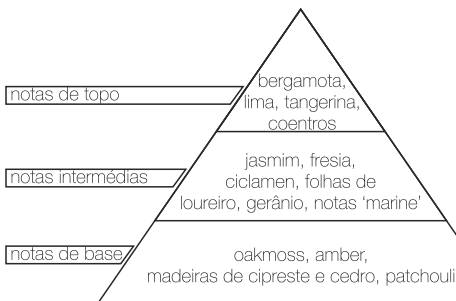 notas de topo
bergamota,
lima, tangerina,
coentros
notas intermédias
jasmim, fresia,
ciclamen, folhas de
loureiro, gerânio, notas ‘marine’
notas de base
oakmoss, amber,
madeiras de cipreste e cedro, patchouli